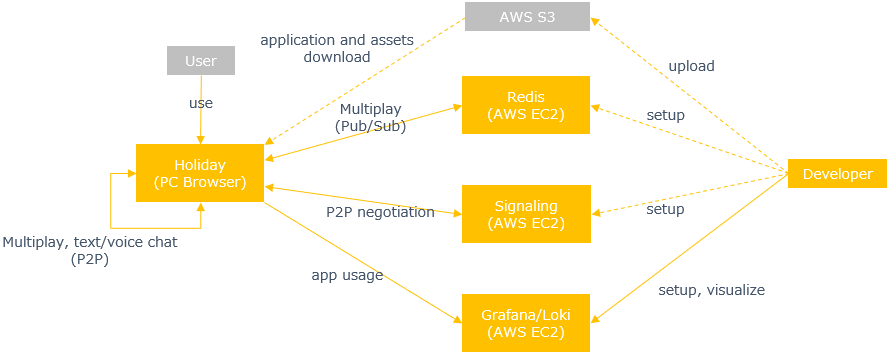 AWS S3
application and assets
download
upload
User
use
Redis
(AWS EC2)
Multiplay
(Pub/Sub)
setup
Holiday
(PC Browser)
Developer
Signaling
(AWS EC2)
P2P negotiation
setup
Multiplay, text/voice chat
(P2P)
app usage
setup, visualize
Grafana/Loki
(AWS EC2)